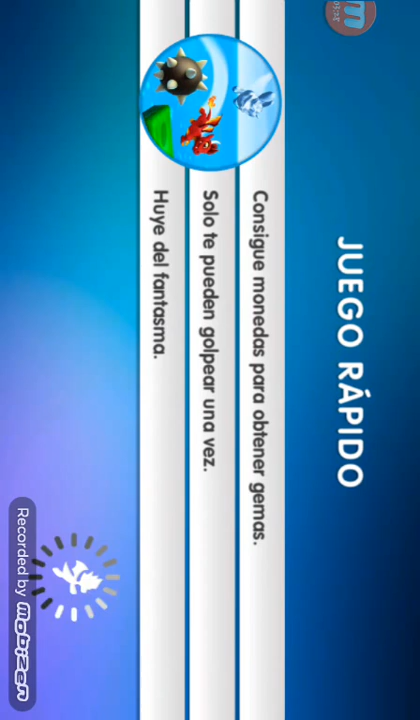 JUEGO RÁPIDO
Consigue monedas para obtener gemas.
Solo te pueden golpear una vez.
Huye del fantasma.
Recorded by mobizen